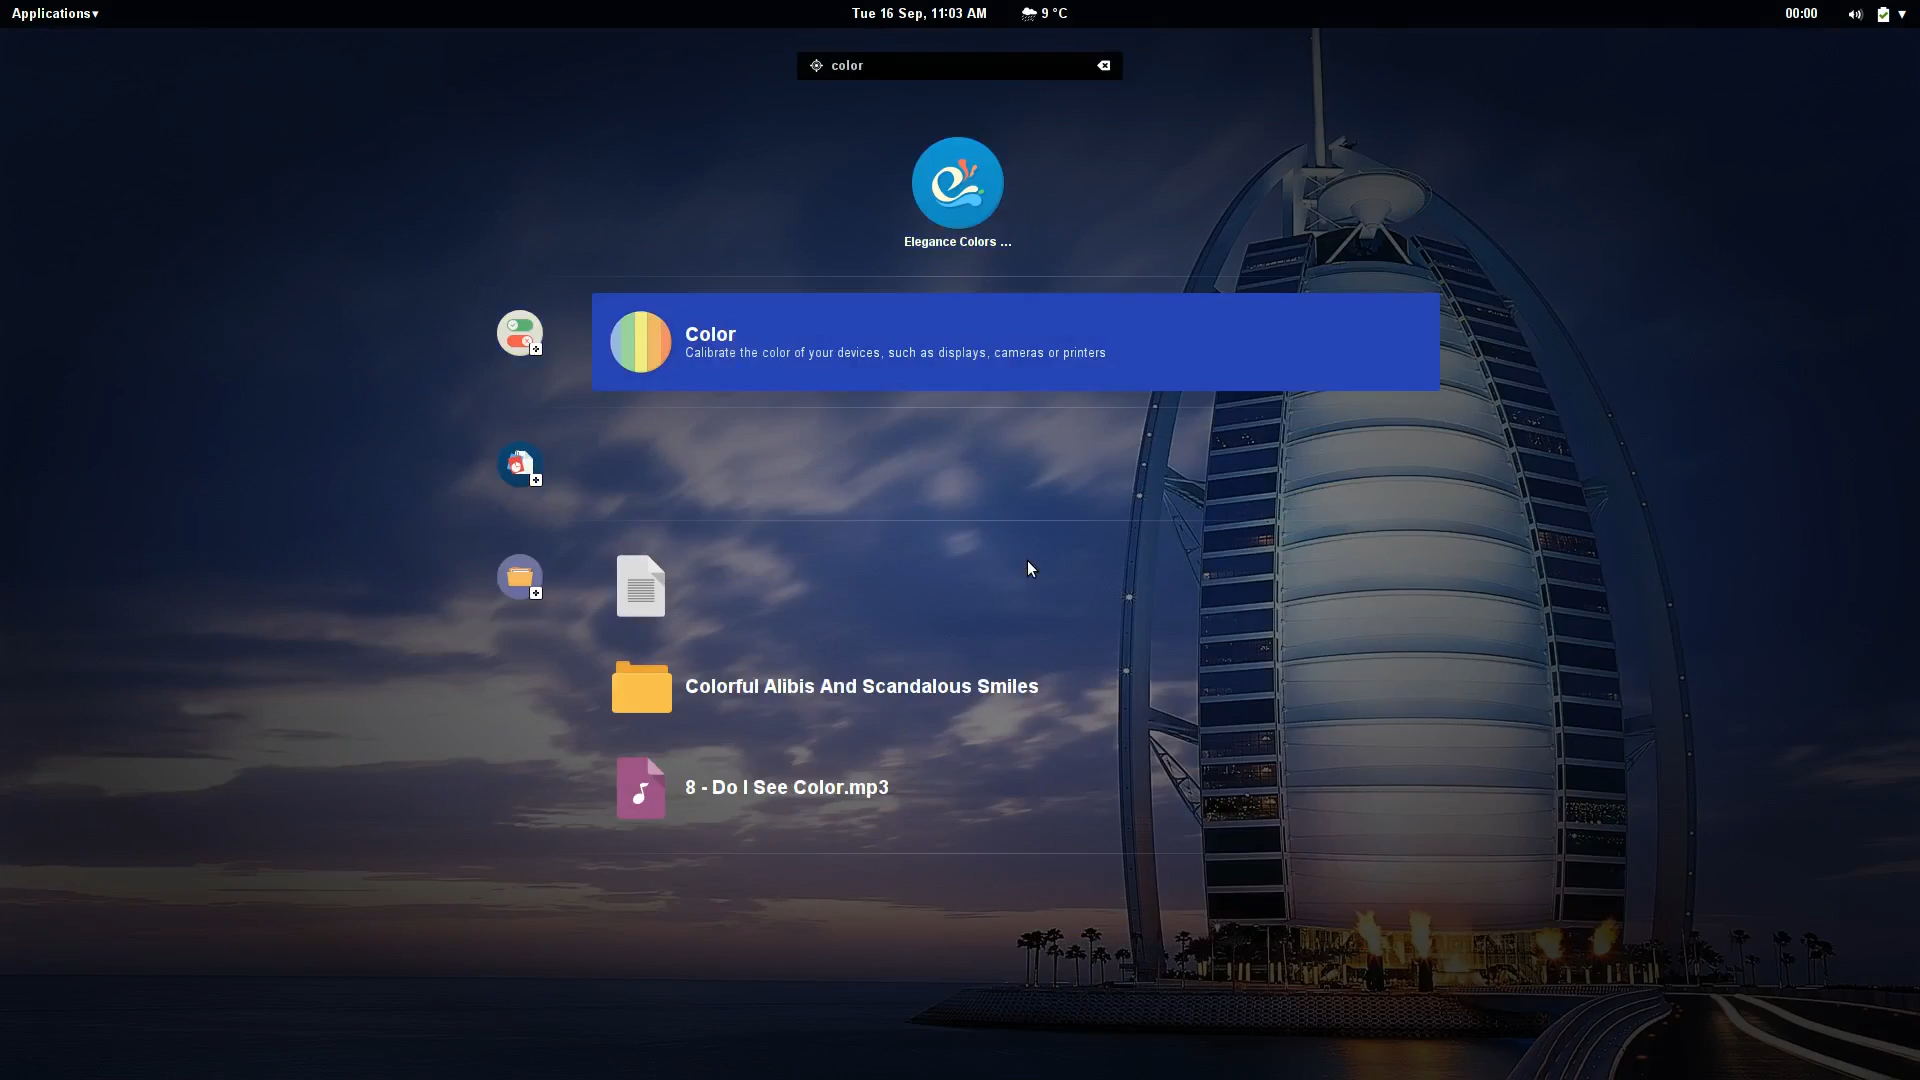 Applications▾
Tue 16 Sep, 11:03 AM
9 °C
00:00
color
Elegance Colors ...
Color
Calibrate the color of your devices, such as displays, cameras or printers
Colorful Alibis And Scandalous Smiles
8 - Do I See Color.mp3